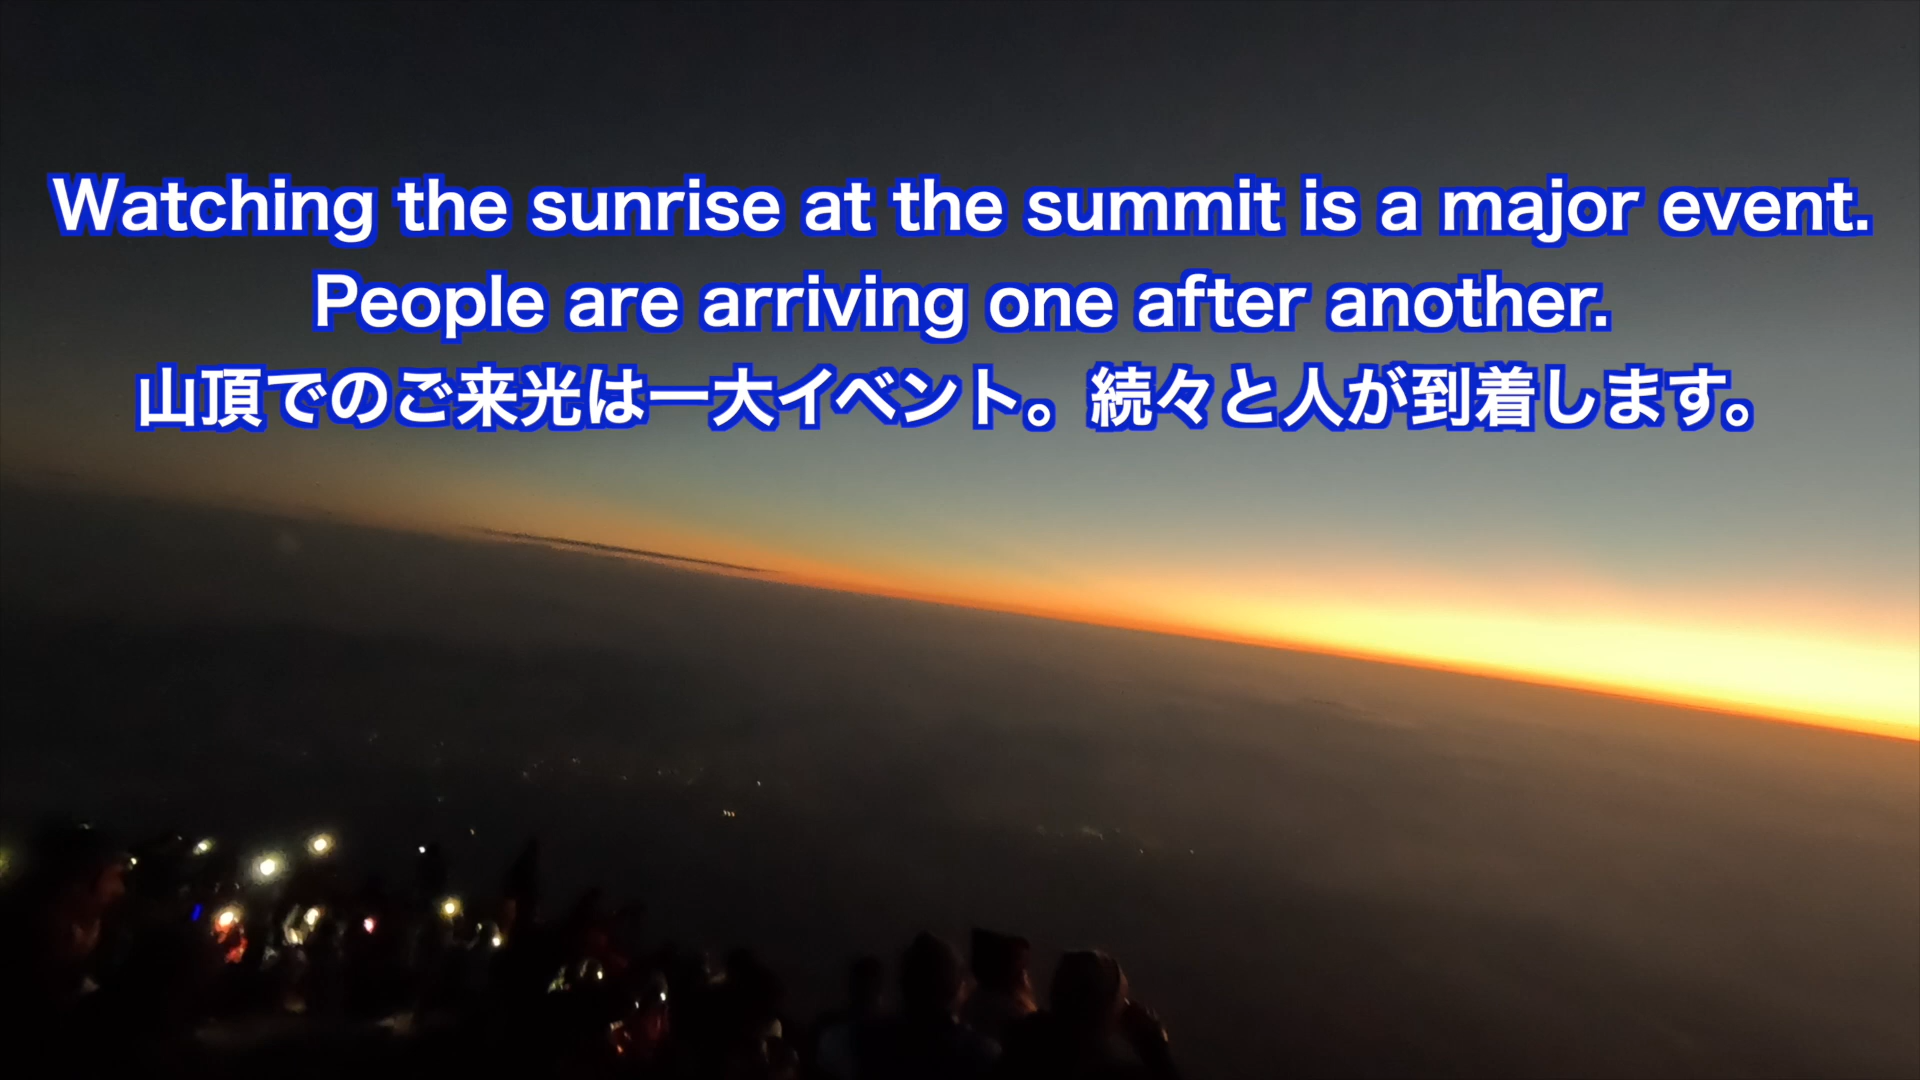 Watching the sunrise at the summit is a major event.
People are arriving one after another.
山頂でのご来光は一大イベント。続々と人が到着します。